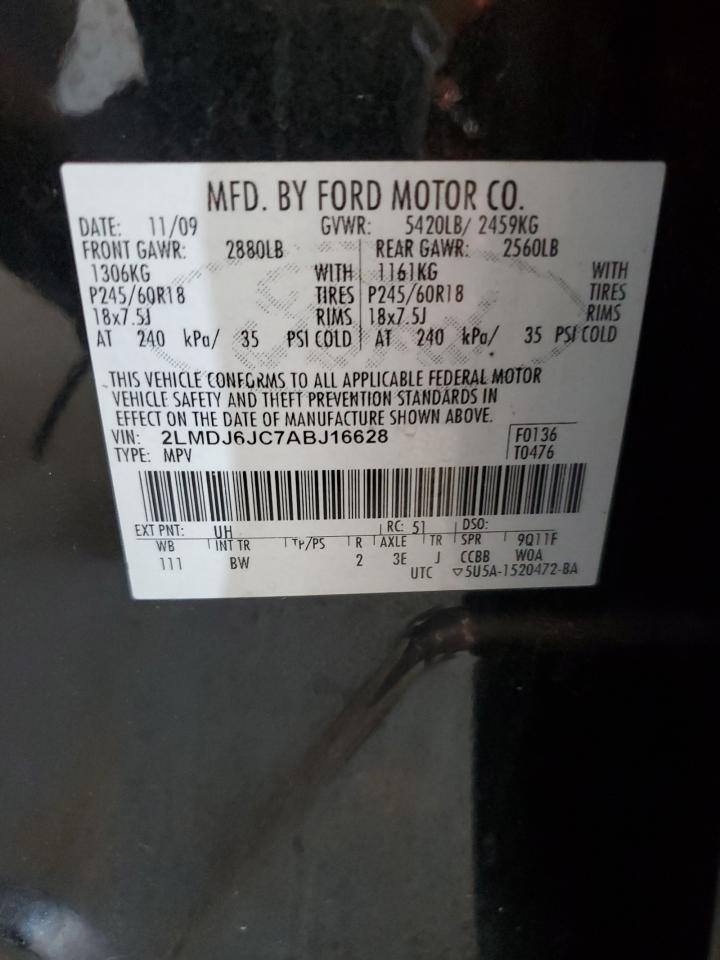 MFD. BY FORD MOTOR CO.
DATE: 11/09 GVWR: 5420LB/ 2459KG
FRONT GAWR: 2880LB REAR GAWR: 2560LB
1306KG WITH 1161KG WITH
P245/60R18 TIRES P245/60R18 TIRES
18x7.5J RIMS 18x7.5J RIMS
AT 240 kPa/ 35 PSI COLD AT 240 kPa/ 35 PSI COLD
THIS VEHICLE CONFORMS TO ALL APPLICABLE FEDERAL MOTOR
VEHICLE SAFETY AND THEFT PREVENTION STANDARDS IN
EFFECT ON THE DATE OF MANUFACTURE SHOWN ABOVE.
VIN: 2LMDJ6JC7ABJ16628 F0136
TYPE: MPV T0476
EXT PNT: UH RC: 51 DSO:
WB INT TR TP/PS R AXLE TR SPR 9Q11F
111 BW 2 3E J CCBB WOA
UTC ▽5U5A-1520472-BA